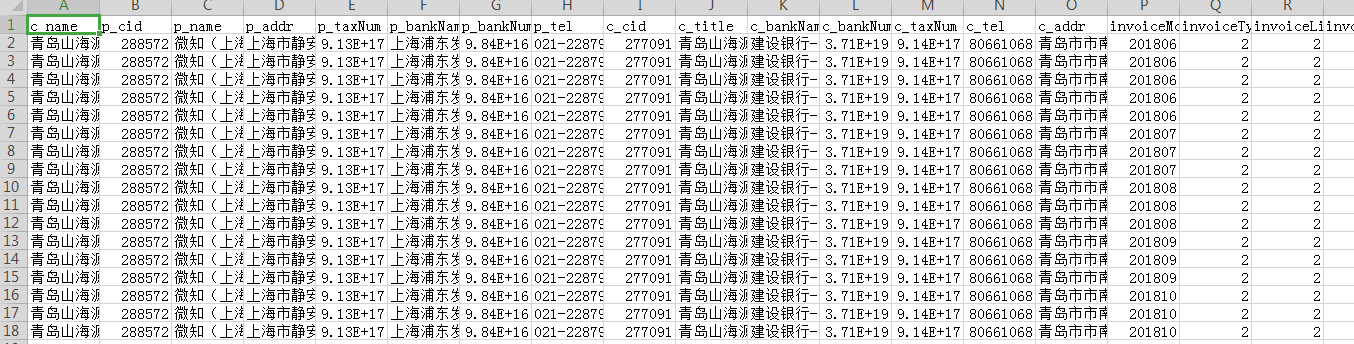 A B C D E F G H I J K L M N O P Q R
1 c_name p_cid p_name p_addr p_taxNum p_bankNam p_bankNum p_tel c_cid c_title c_bankNam c_bankNum c_taxNum c_tel c_addr invoiceMo invoiceTy invoiceLi invo
2 青岛山海 288572 微知（上海 上海市静安 9.13E+17 上海浦东发 9.84E+16 021-22879 277091 青岛山海 建设银行- 3.71E+19 9.14E+17 80661068 青岛市市南 201806 2 2
3 青岛山海 288572 微知（上海 上海市静安 9.13E+17 上海浦东发 9.84E+16 021-22879 277091 青岛山海 建设银行- 3.71E+19 9.14E+17 80661068 青岛市市南 201806 2 2
4 青岛山海 288572 微知（上海 上海市静安 9.13E+17 上海浦东发 9.84E+16 021-22879 277091 青岛山海 建设银行- 3.71E+19 9.14E+17 80661068 青岛市市南 201806 2 2
5 青岛山海 288572 微知（上海 上海市静安 9.13E+17 上海浦东发 9.84E+16 021-22879 277091 青岛山海 建设银行- 3.71E+19 9.14E+17 80661068 青岛市市南 201806 2 2
6 青岛山海 288572 微知（上海 上海市静安 9.13E+17 上海浦东发 9.84E+16 021-22879 277091 青岛山海 建设银行- 3.71E+19 9.14E+17 80661068 青岛市市南 201806 2 2
7 青岛山海 288572 微知（上海 上海市静安 9.13E+17 上海浦东发 9.84E+16 021-22879 277091 青岛山海 建设银行- 3.71E+19 9.14E+17 80661068 青岛市市南 201807 2 2
8 青岛山海 288572 微知（上海 上海市静安 9.13E+17 上海浦东发 9.84E+16 021-22879 277091 青岛山海 建设银行- 3.71E+19 9.14E+17 80661068 青岛市市南 201807 2 2
9 青岛山海 288572 微知（上海 上海市静安 9.13E+17 上海浦东发 9.84E+16 021-22879 277091 青岛山海 建设银行- 3.71E+19 9.14E+17 80661068 青岛市市南 201807 2 2
10 青岛山海 288572 微知（上海 上海市静安 9.13E+17 上海浦东发 9.84E+16 021-22879 277091 青岛山海 建设银行- 3.71E+19 9.14E+17 80661068 青岛市市南 201808 2 2
11 青岛山海 288572 微知（上海 上海市静安 9.13E+17 上海浦东发 9.84E+16 021-22879 277091 青岛山海 建设银行- 3.71E+19 9.14E+17 80661068 青岛市市南 201808 2 2
12 青岛山海 288572 微知（上海 上海市静安 9.13E+17 上海浦东发 9.84E+16 021-22879 277091 青岛山海 建设银行- 3.71E+19 9.14E+17 80661068 青岛市市南 201808 2 2
13 青岛山海 288572 微知（上海 上海市静安 9.13E+17 上海浦东发 9.84E+16 021-22879 277091 青岛山海 建设银行- 3.71E+19 9.14E+17 80661068 青岛市市南 201809 2 2
14 青岛山海 288572 微知（上海 上海市静安 9.13E+17 上海浦东发 9.84E+16 021-22879 277091 青岛山海 建设银行- 3.71E+19 9.14E+17 80661068 青岛市市南 201809 2 2
15 青岛山海 288572 微知（上海 上海市静安 9.13E+17 上海浦东发 9.84E+16 021-22879 277091 青岛山海 建设银行- 3.71E+19 9.14E+17 80661068 青岛市市南 201809 2 2
16 青岛山海 288572 微知（上海 上海市静安 9.13E+17 上海浦东发 9.84E+16 021-22879 277091 青岛山海 建设银行- 3.71E+19 9.14E+17 80661068 青岛市市南 201810 2 2
17 青岛山海 288572 微知（上海 上海市静安 9.13E+17 上海浦东发 9.84E+16 021-22879 277091 青岛山海 建设银行- 3.71E+19 9.14E+17 80661068 青岛市市南 201810 2 2
18 青岛山海 288572 微知（上海 上海市静安 9.13E+17 上海浦东发 9.84E+16 021-22879 277091 青岛山海 建设银行- 3.71E+19 9.14E+17 80661068 青岛市市南 201810 2 2